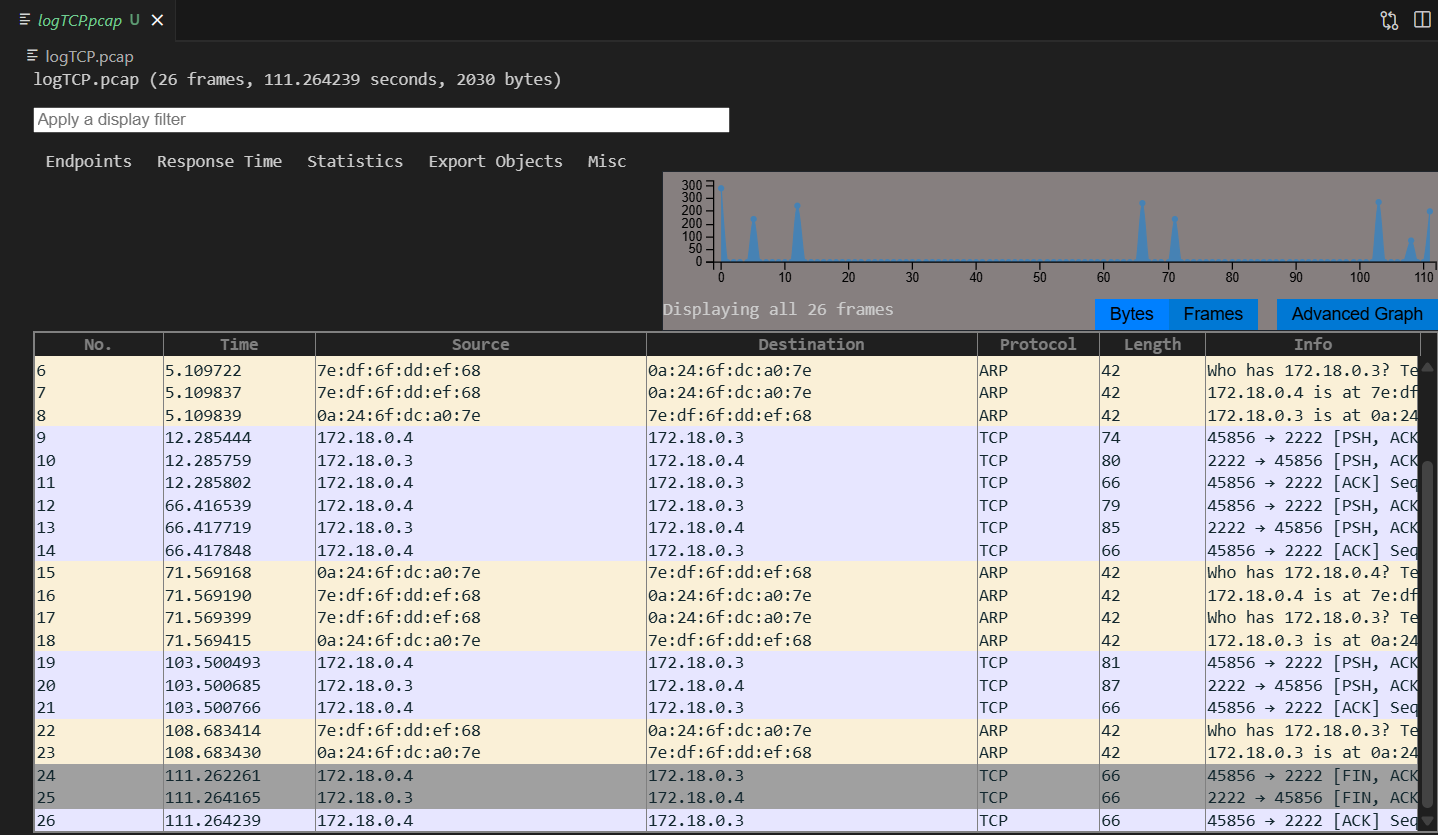 logTCP.pcap U
logTCP.pcap
logTCP.pcap (26 frames, 111.264239 seconds, 2030 bytes)
Apply a display filter
Endpoints Response Time Statistics Export Objects Misc
300
300
200
200
100
50
0
0 10 20 30 40 50 60 70 80 90 100 110
Displaying all 26 frames Bytes Frames Advanced Graph
No. Time Source Destination Protocol Length Info
6 5.109722 7e:df:6f:dd:ef:68 0a:24:6f:dc:a0:7e ARP 42 Who has 172.18.0.3? Te
7 5.109837 7e:df:6f:dd:ef:68 0a:24:6f:dc:a0:7e ARP 42 172.18.0.4 is at 7e:df
8 5.109839 0a:24:6f:dc:a0:7e 7e:df:6f:dd:ef:68 ARP 42 172.18.0.3 is at 0a:24
9 12.285444 172.18.0.4 172.18.0.3 TCP 74 45856 → 2222 [PSH, ACK
10 12.285759 172.18.0.3 172.18.0.4 TCP 80 2222 → 45856 [PSH, ACK
11 12.285802 172.18.0.4 172.18.0.3 TCP 66 45856 → 2222 [ACK] Seq
12 66.416539 172.18.0.4 172.18.0.3 TCP 79 45856 → 2222 [PSH, ACK
13 66.417719 172.18.0.3 172.18.0.4 TCP 85 2222 → 45856 [PSH, ACK
14 66.417848 172.18.0.4 172.18.0.3 TCP 66 45856 → 2222 [ACK] Seq
15 71.569168 0a:24:6f:dc:a0:7e 7e:df:6f:dd:ef:68 ARP 42 Who has 172.18.0.4? Te
16 71.569190 7e:df:6f:dd:ef:68 0a:24:6f:dc:a0:7e ARP 42 172.18.0.4 is at 7e:df
17 71.569399 7e:df:6f:dd:ef:68 0a:24:6f:dc:a0:7e ARP 42 Who has 172.18.0.3? Te
18 71.569415 0a:24:6f:dc:a0:7e 7e:df:6f:dd:ef:68 ARP 42 172.18.0.3 is at 0a:24
19 103.500493 172.18.0.4 172.18.0.3 TCP 81 45856 → 2222 [PSH, ACK
20 103.500685 172.18.0.3 172.18.0.4 TCP 87 2222 → 45856 [PSH, ACK
21 103.500766 172.18.0.4 172.18.0.3 TCP 66 45856 → 2222 [ACK] Seq
22 108.683414 7e:df:6f:dd:ef:68 0a:24:6f:dc:a0:7e ARP 42 Who has 172.18.0.3? Te
23 108.683430 0a:24:6f:dc:a0:7e 7e:df:6f:dd:ef:68 ARP 42 172.18.0.3 is at 0a:24
24 111.262261 172.18.0.4 172.18.0.3 TCP 66 45856 → 2222 [FIN, ACK
25 111.264165 172.18.0.3 172.18.0.4 TCP 66 2222 → 45856 [FIN, ACK
26 111.264239 172.18.0.4 172.18.0.3 TCP 66 45856 → 2222 [ACK] Seq